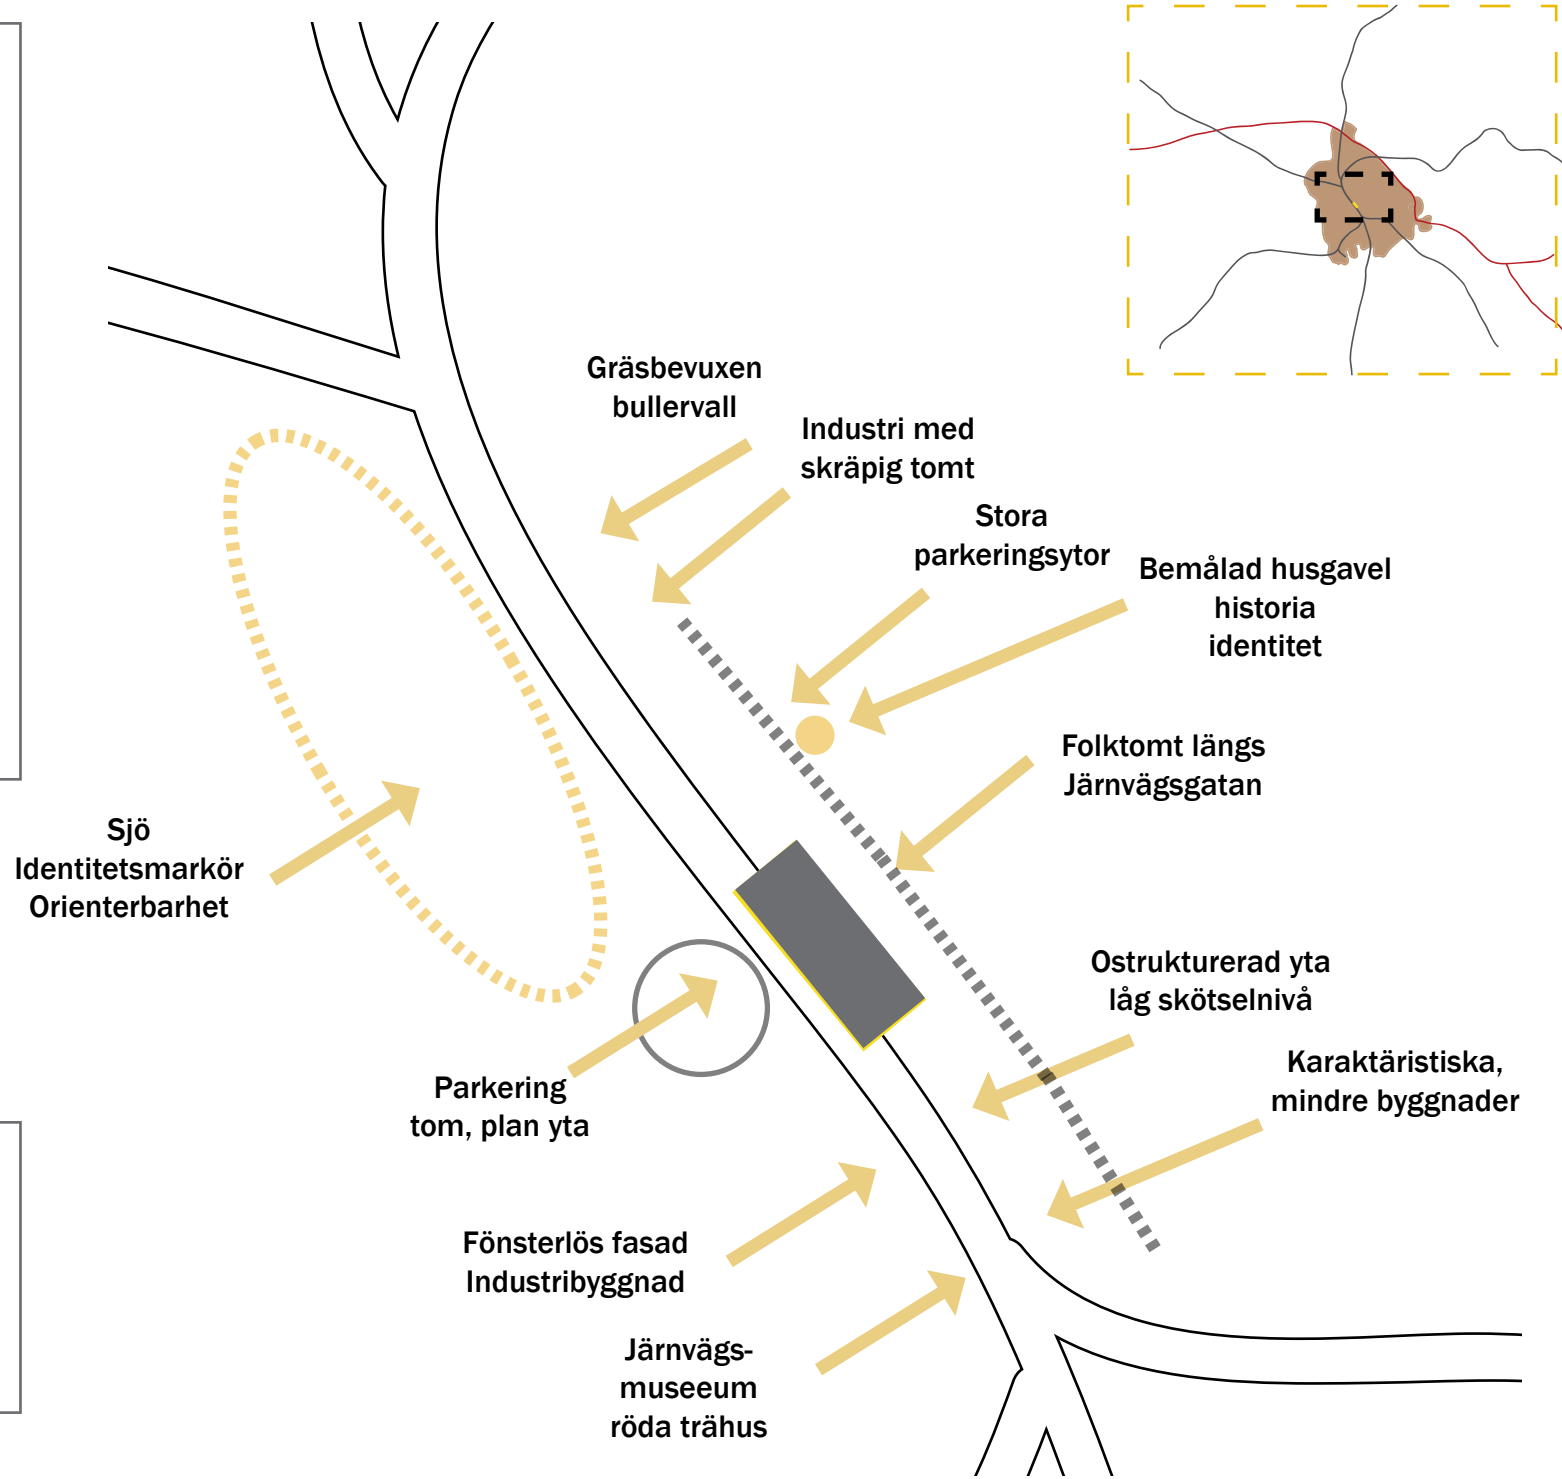 Gräsbevuxen
bullervall
Industri med
skräpig tomt
Stora
parkeringsytor
Bemålad husgavel
historia
identitet
Folktomt längs
Järnvägsgatan
Sjö
Identitetsmarkör
Orienterbarhet
Ostrukturerad yta
låg skötselnivå
Karaktäristiska,
mindre byggnader
Parkering
tom, plan yta
Fönsterlös fasad
Industribyggnad
Järnvägs-
museeum
röda trähus